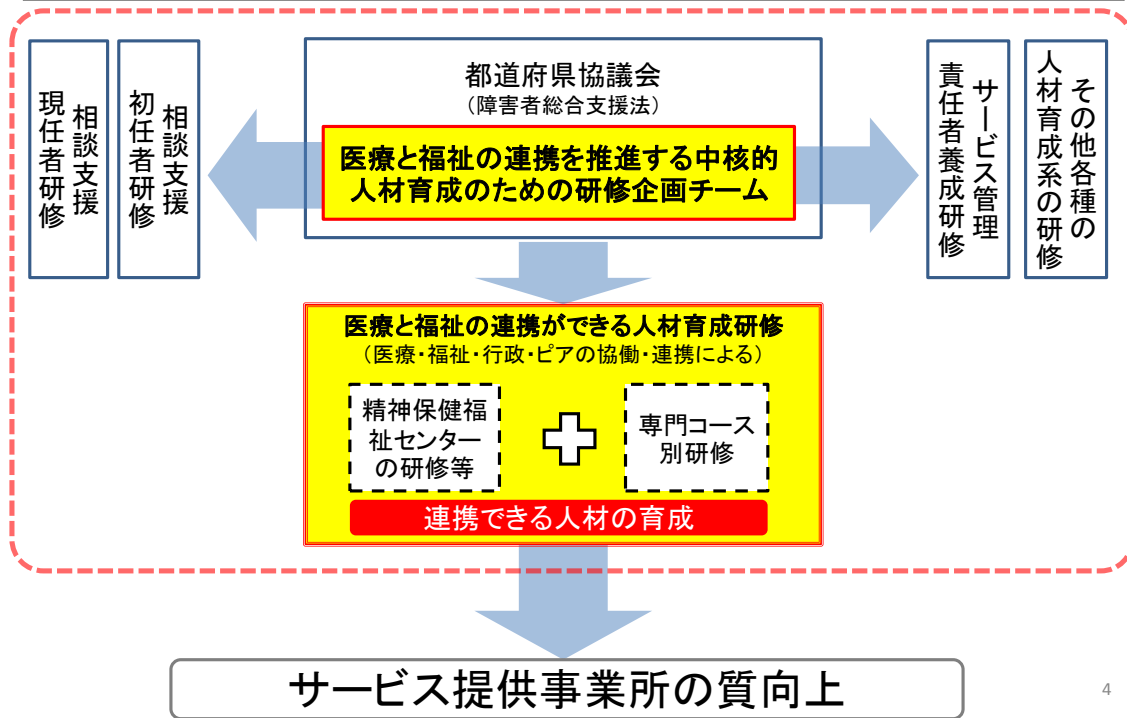 都道府県協議会
（障害者総合支援法）
医療と福祉の連携を推進する中核的
人材育成のための研修企画チーム
相談支援
現任者研修
相談支援
初任者研修
サービス管理
責任者養成研修
その他各種の
人材育成系の研修
医療と福祉の連携ができる人材育成研修
（医療・福祉・行政・ピアの協働・連携による）
精神保健福
祉センター
の研修等
専門コース
別研修
連携できる人材の育成
サービス提供事業所の質向上
4